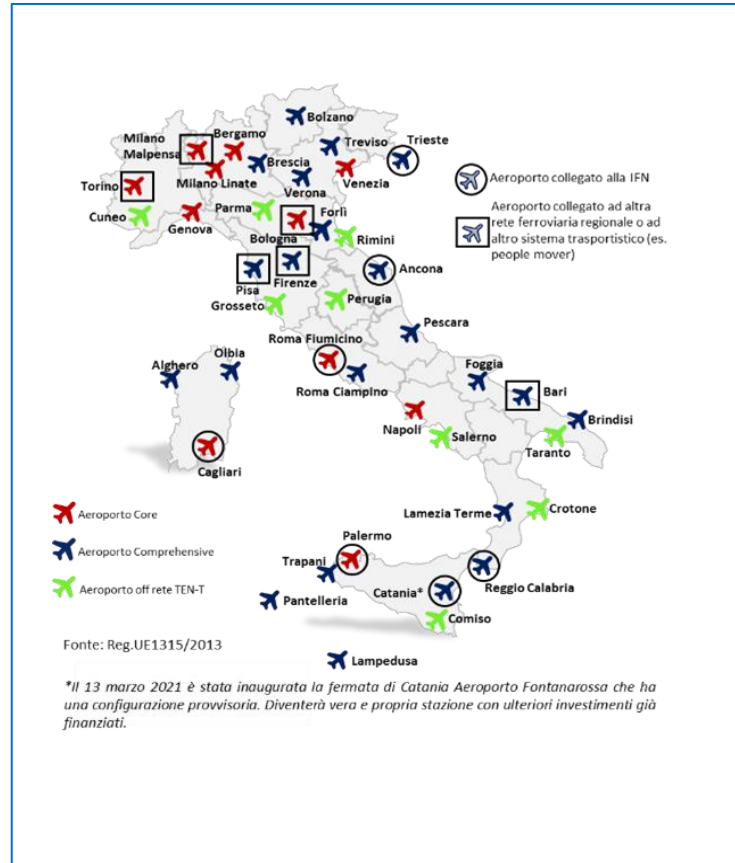 Bolzano
Milano
Malpensa
Bergamo
Treviso
Trieste
Brescia
Torino
Milano Linate
Verona
Venezia
Aeroporto collegato alla IFN
Cuneo
Parma
Forlì
Aeroporto collegato ad altra
rete ferroviaria regionale o ad
altro sistema trasportistico (es.
people mover)
Genova
Bologna
Rimini
Pisa
Firenze
Ancona
Grosseto
Perugia
Roma Fiumicino
Pescara
Alghero
Olbia
Roma Ciampino
Foggia
Bari
Napoli
Salerno
Brindisi
Taranto
Cagliari
Aeroporto Core
Lamezia Terme
Crotone
Palermo
Aeroporto Comprehensive
Trapani
Reggio Calabria
Catania*
Aeroporto off rete TEN-T
Pantelleria
Comiso
Fonte: Reg.UE1315/2013
Lampedusa
*Il 13 marzo 2021 è stata inaugurata la fermata di Catania Aeroporto Fontanarossa che ha
una configurazione provvisoria. Diventerà vera e propria stazione con ulteriori investimenti già
finanziati.